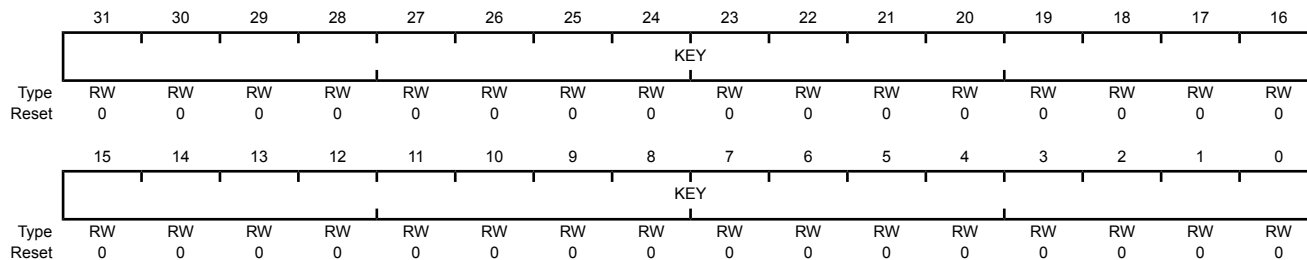 31 30 29 28 27 26 25 24 23 22 21 20 19 18 17 16
KEY
Type RW RW RW RW RW RW RW RW RW RW RW RW RW RW RW RW
Reset 0 0 0 0 0 0 0 0 0 0 0 0 0 0 0 0
15 14 13 12 11 10 9 8 7 6 5 4 3 2 1 0
KEY
Type RW RW RW RW RW RW RW RW RW RW RW RW RW RW RW RW
Reset 0 0 0 0 0 0 0 0 0 0 0 0 0 0 0 0